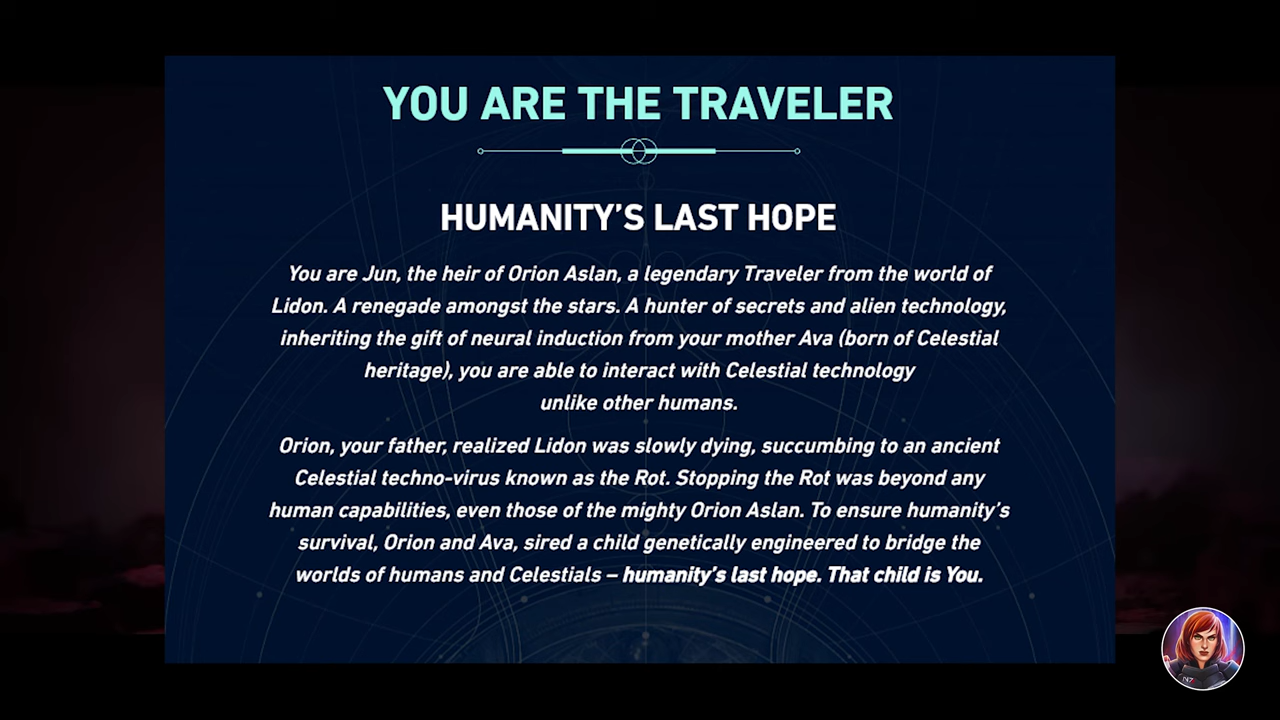 YOU ARE THE TRAVELER
HUMANITY'S LAST HOPE
You are Jun, the heir of Orion Aslan, a legendary Traveler from the world of
Lidon. A renegade amongst the stars. A hunter of secrets and alien technology,
inheriting the gift of neural induction from your mother Ava (born of Celestial
heritage), you are able to interact with Celestial technology
unlike other humans.
Orion, your father, realized Lidon was slowly dying, succumbing to an ancient
Celestial techno-virus known as the Rot. Stopping the Rot was beyond any
human capabilities, even those of the mighty Orion Aslan. To ensure humanity's
survival, Orion and Ava, sired a child genetically engineered to bridge the
worlds of humans and Celestials – humanity's last hope. That child is You.
N7